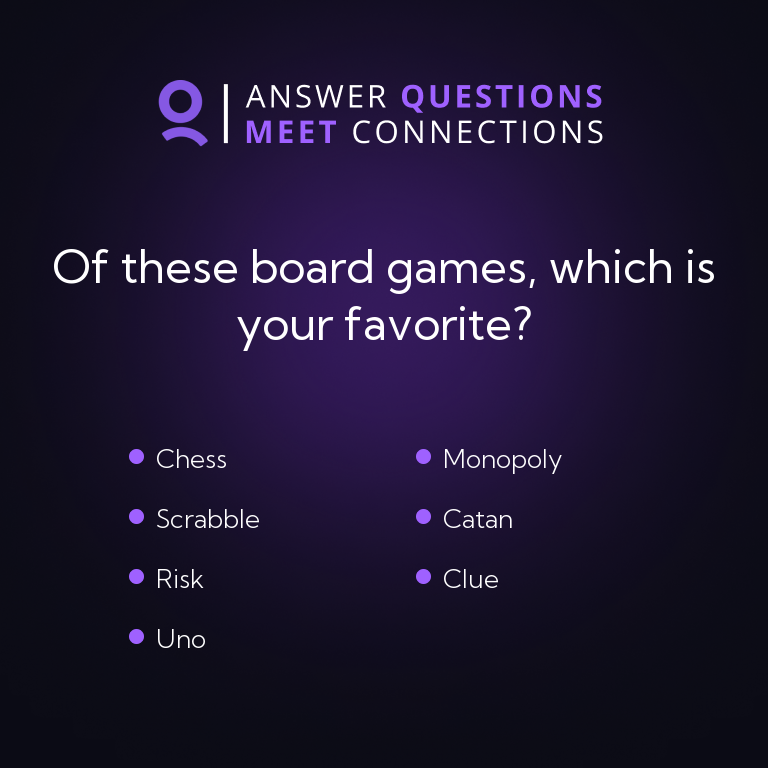 ANSWER QUESTIONS
MEET CONNECTIONS
Of these board games, which is
your favorite?
Chess
Scrabble
Risk
Uno
Monopoly
Catan
Clue